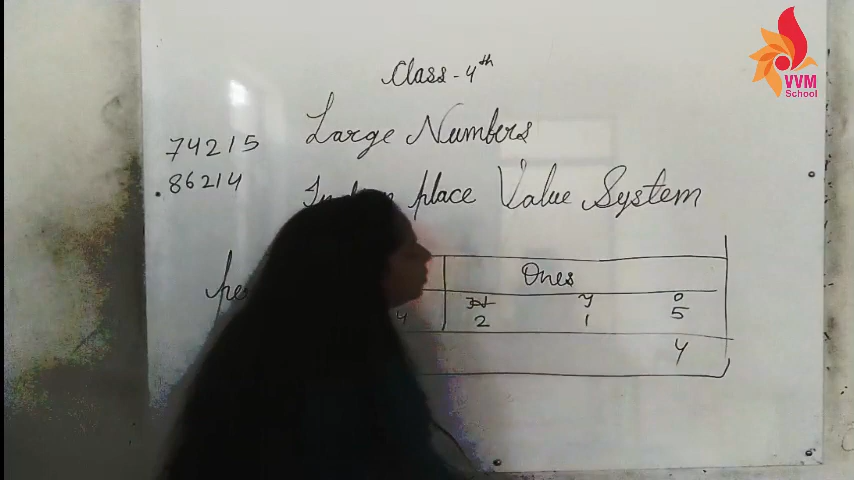 VVM
School
Class - 4th
Large Numbers
74215
86214
place Value System
Ones
T O
4 2 1 5
4